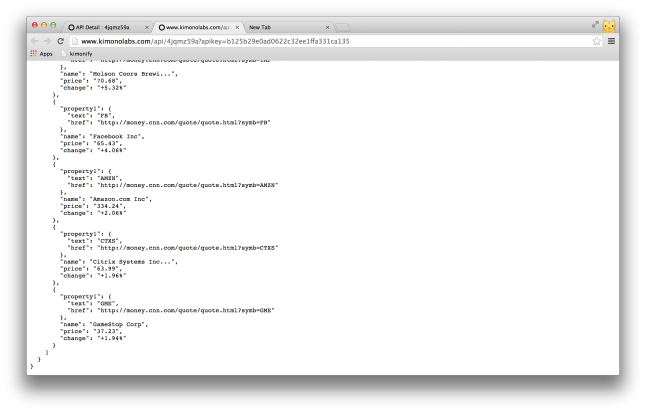 API Detail : 4jqmz59a
www.kimonolabs.com/api/4j
New Tab
www.kimonolabs.com/api/4jqmz59a?apikey=b125b29e0ad0622c32ee1ffa331ca135
Apps
kimonify
},
"name": "Molson Coors Brewi...",
"price": "70.68",
"change": "+5.32%"
},
{
"property1": {
"text": "FB",
"href": "http://money.cnn.com/quote/quote.html?symb=FB"
},
"name": "Facebook Inc",
"price": "65.43",
"change": "+4.06%"
},
{
"property1": {
"text": "AMZN",
"href": "http://money.cnn.com/quote/quote.html?symb=AMZN"
},
"name": "Amazon.com Inc",
"price": "334.24",
"change": "+2.06%"
},
{
"property1": {
"text": "CTXS",
"href": "http://money.cnn.com/quote/quote.html?symb=CTXS"
},
"name": "Citrix Systems Inc...",
"price": "63.99",
"change": "+1.96%"
},
{
"property1": {
"text": "GME",
"href": "http://money.cnn.com/quote/quote.html?symb=GME"
},
"name": "GameStop Corp",
"price": "37.23",
"change": "+1.94%"
}
]
}
}